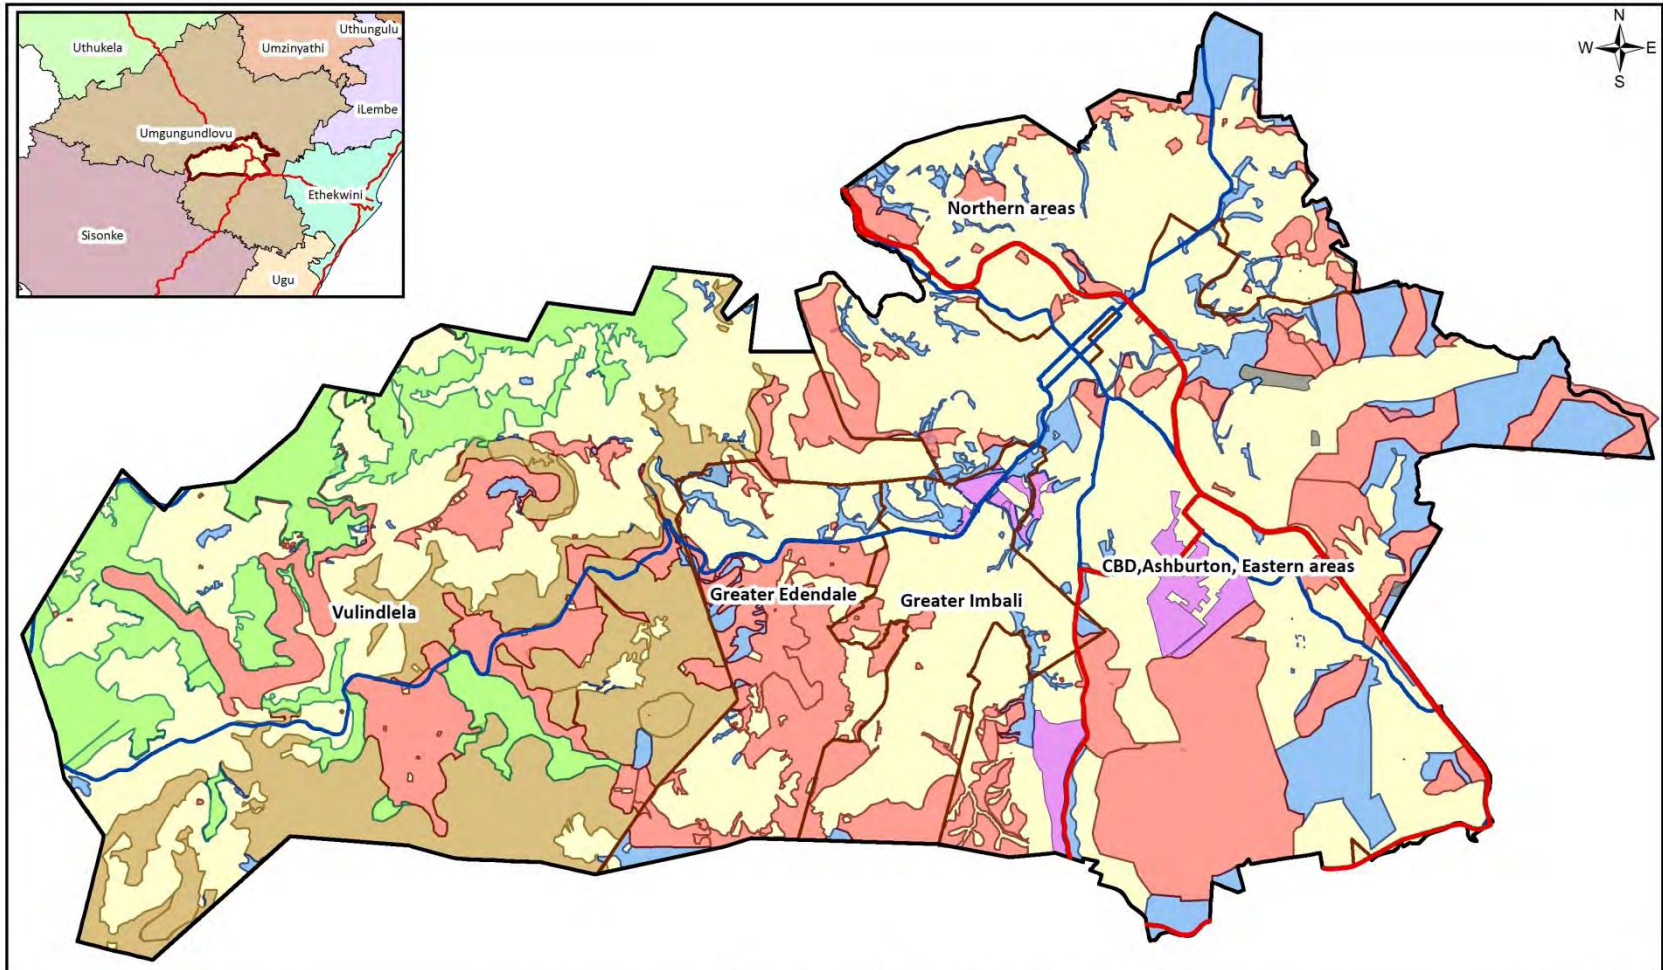 Uthungulu
Uthukela
Umzinyathi
iLembe
Umgungundlovu
Ethekwini
Sisonke
Ugu
N
W E
S
Northern areas
CBD,Ashburton, Eastern areas
Greater Edendale
Greater Imbali
Vulindlela